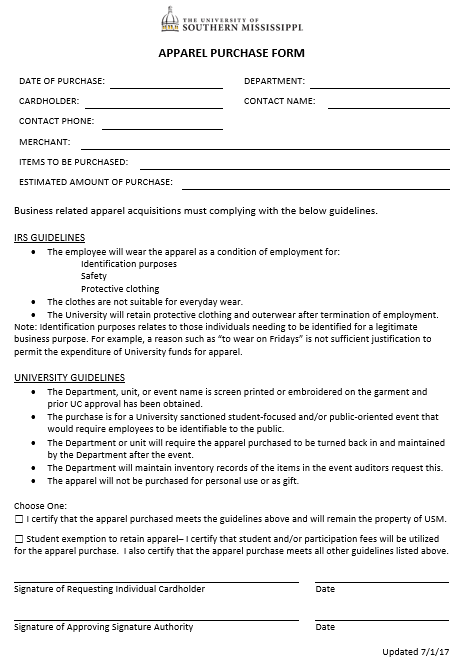 THE UNIVERSITY OF
SOUTHERN MISSISSIPPI
APPAREL PURCHASE FORM
DATE OF PURCHASE: DEPARTMENT:
CARDHOLDER: CONTACT NAME:
CONTACT PHONE:
MERCHANT:
ITEMS TO BE PURCHASED:
ESTIMATED AMOUNT OF PURCHASE:
Business related apparel acquisitions must complying with the below guidelines.
IRS GUIDELINES
• The employee will wear the apparel as a condition of employment for:
Identification purposes
Safety
Protective clothing
• The clothes are not suitable for everyday wear.
• The University will retain protective clothing and outerwear after termination of employment.
Note: Identification purposes relates to those individuals needing to be identified for a legitimate
business purpose. For example, a reason such as “to wear on Fridays” is not sufficient justification to
permit the expenditure of University funds for apparel.
UNIVERSITY GUIDELINES
• The Department, unit, or event name is screen printed or embroidered on the garment and
prior UC approval has been obtained.
• The purchase is for a University sanctioned student-focused and/or public-oriented event that
would require employees to be identifiable to the public.
• The Department or unit will require the apparel purchased to be turned back in and maintained
by the Department after the event.
• The Department will maintain inventory records of the items in the event auditors request this.
• The apparel will not be purchased for personal use or as gift.
Choose One:
☐ I certify that the apparel purchased meets the guidelines above and will remain the property of USM.
☐ Student exemption to retain apparel– I certify that student and/or participation fees will be utilized
for the apparel purchase. I also certify that the apparel purchase meets all other guidelines listed above.
Signature of Requesting Individual Cardholder Date
Signature of Approving Signature Authority Date
Updated 7/1/17